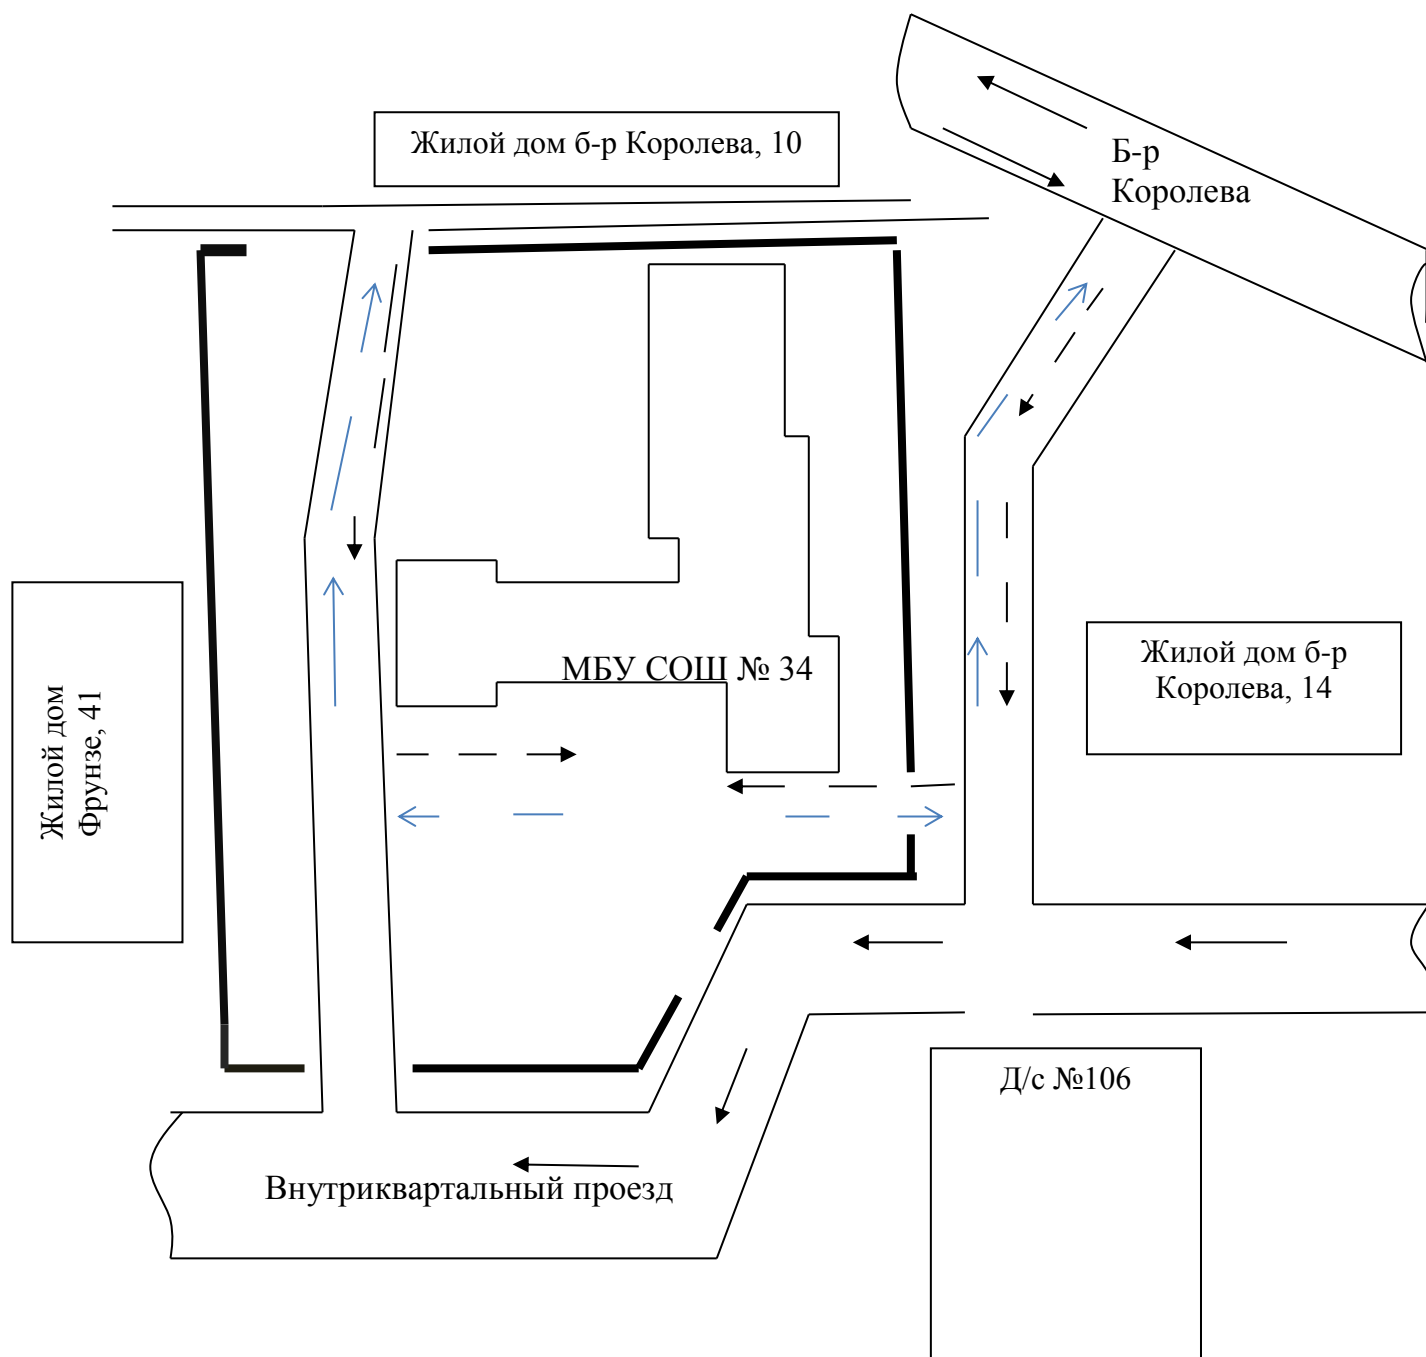 Жилой дом б-р Королева, 10
Б-р
Королева
МБУ СОШ № 34
Жилой дом б-р
Королева, 14
Жилой дом
Фрунзе, 41
Д/с №106
Внутриквартальный проезд